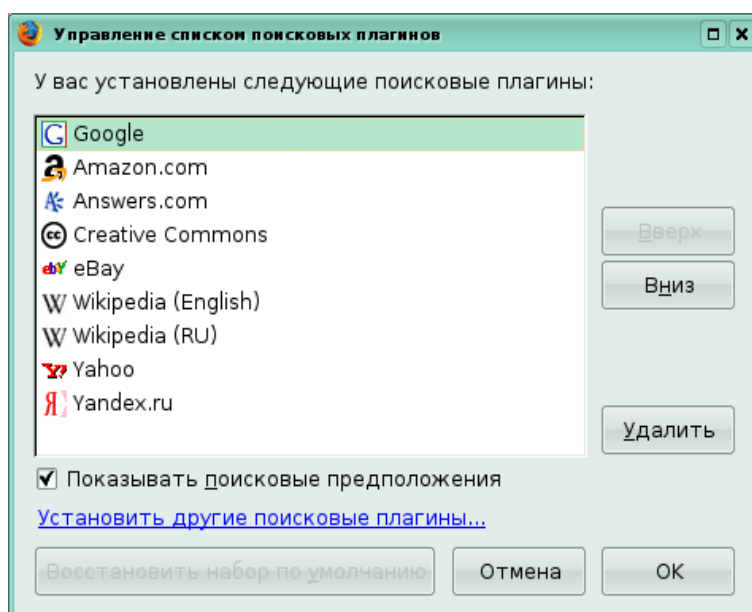 Управление списком поисковых плагинов
У вас установлены следующие поисковые плагины:
Google
Amazon.com
Answers.com
Creative Commons
eBay
Wikipedia (English)
Wikipedia (RU)
Yahoo
Yandex.ru
Вверх
Вниз
Удалить
Показывать поисковые предположения
Установить другие поисковые плагины...
Восстановить набор по умолчанию
Отмена
OK